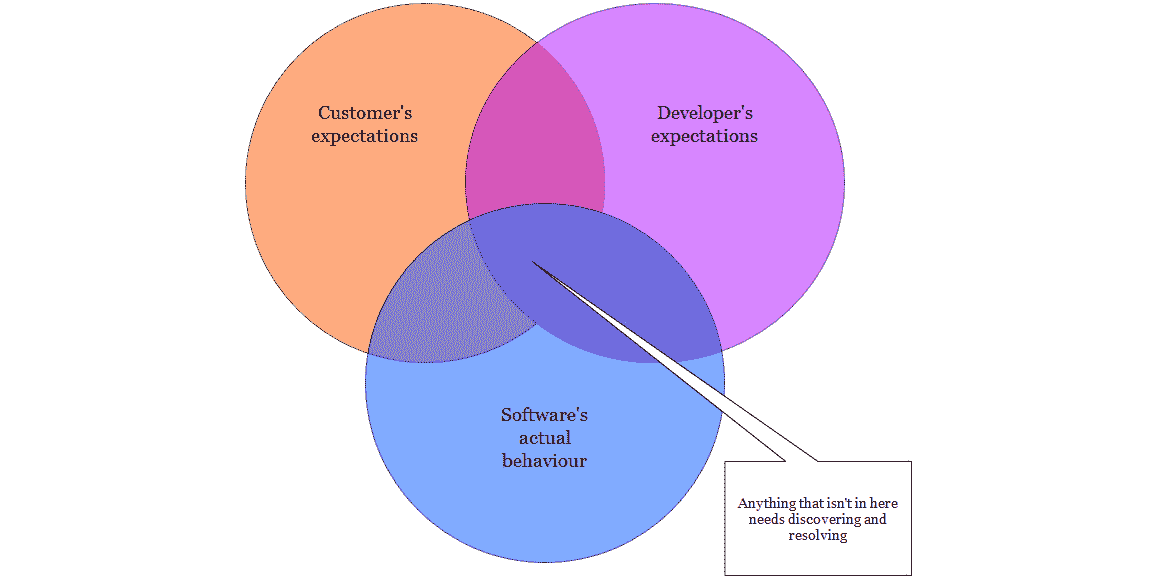 Customer's
expectations
Developer's
expectations
Software's
actual
behaviour
Anything that isn't in here
needs discovering and
resolving